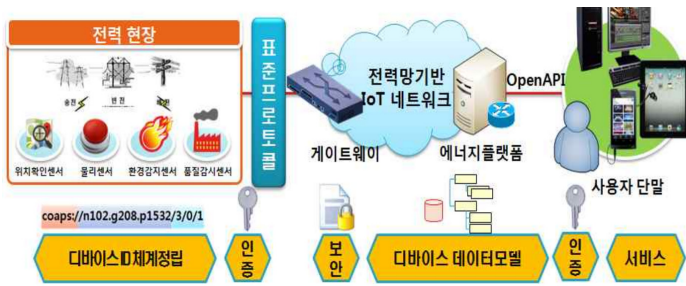 전력 현장
송전
변전
배전
위치확인센서
물리센서
환경감지센서
품질감시센서
표준프로토콜
전력망기반
IoT 네트워크
OpenAPI
게이트웨이
에너지플랫폼
사용자 단말
coaps://n102.g208.p1532/3/0/1
디바이스 ID 체계정립
인증
보안
디바이스 데이터모델
인증
서비스